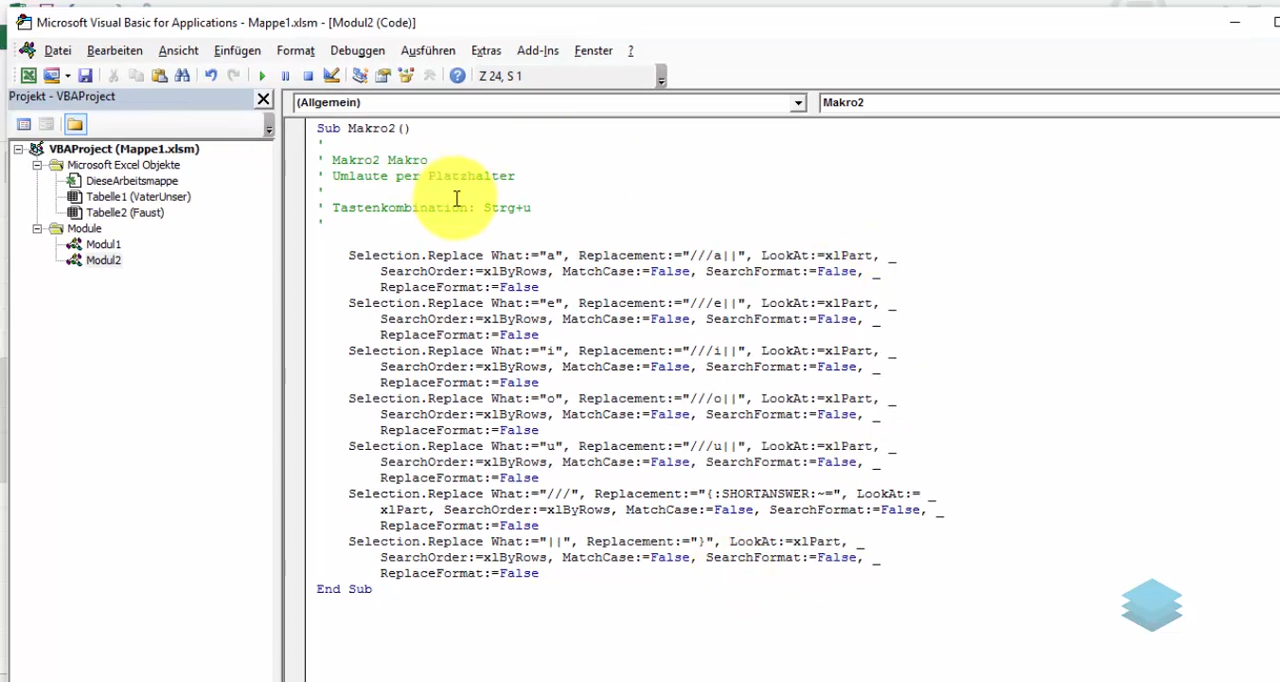 Microsoft Visual Basic for Applications - Mappe1.xlsm - [Modul2 (Code)]
Datei Bearbeiten Ansicht Einfügen Format Debuggen Ausführen Extras Add-Ins Fenster ?
Z 24, S 1
Projekt - VBAProject
(Allgemein)
Makro2
VBAProject (Mappe1.xlsm)
Microsoft Excel Objekte
DieseArbeitsmappe
Tabelle1 (VaterUnser)
Tabelle2 (Faust)
Module
Modul1
Modul2
Sub Makro2()
'
' Makro2 Makro
' Umlaute per Platzhalter
'
' Tastenkombination: Strg+u
'
Selection.Replace What:="a", Replacement:="///a||", LookAt:=xlPart, _
SearchOrder:=xlByRows, MatchCase:=False, SearchFormat:=False, _
ReplaceFormat:=False
Selection.Replace What:="e", Replacement:="///e||", LookAt:=xlPart, _
SearchOrder:=xlByRows, MatchCase:=False, SearchFormat:=False, _
ReplaceFormat:=False
Selection.Replace What:="i", Replacement:="///i||", LookAt:=xlPart, _
SearchOrder:=xlByRows, MatchCase:=False, SearchFormat:=False, _
ReplaceFormat:=False
Selection.Replace What:="o", Replacement:="///o||", LookAt:=xlPart, _
SearchOrder:=xlByRows, MatchCase:=False, SearchFormat:=False, _
ReplaceFormat:=False
Selection.Replace What:="u", Replacement:="///u||", LookAt:=xlPart, _
SearchOrder:=xlByRows, MatchCase:=False, SearchFormat:=False, _
ReplaceFormat:=False
Selection.Replace What:="///", Replacement:="{:SHORTANSWER:~=", LookAt:= _
xlPart, SearchOrder:=xlByRows, MatchCase:=False, SearchFormat:=False, _
ReplaceFormat:=False
Selection.Replace What:="||", Replacement:="}", LookAt:=xlPart, _
SearchOrder:=xlByRows, MatchCase:=False, SearchFormat:=False, _
ReplaceFormat:=False
End Sub